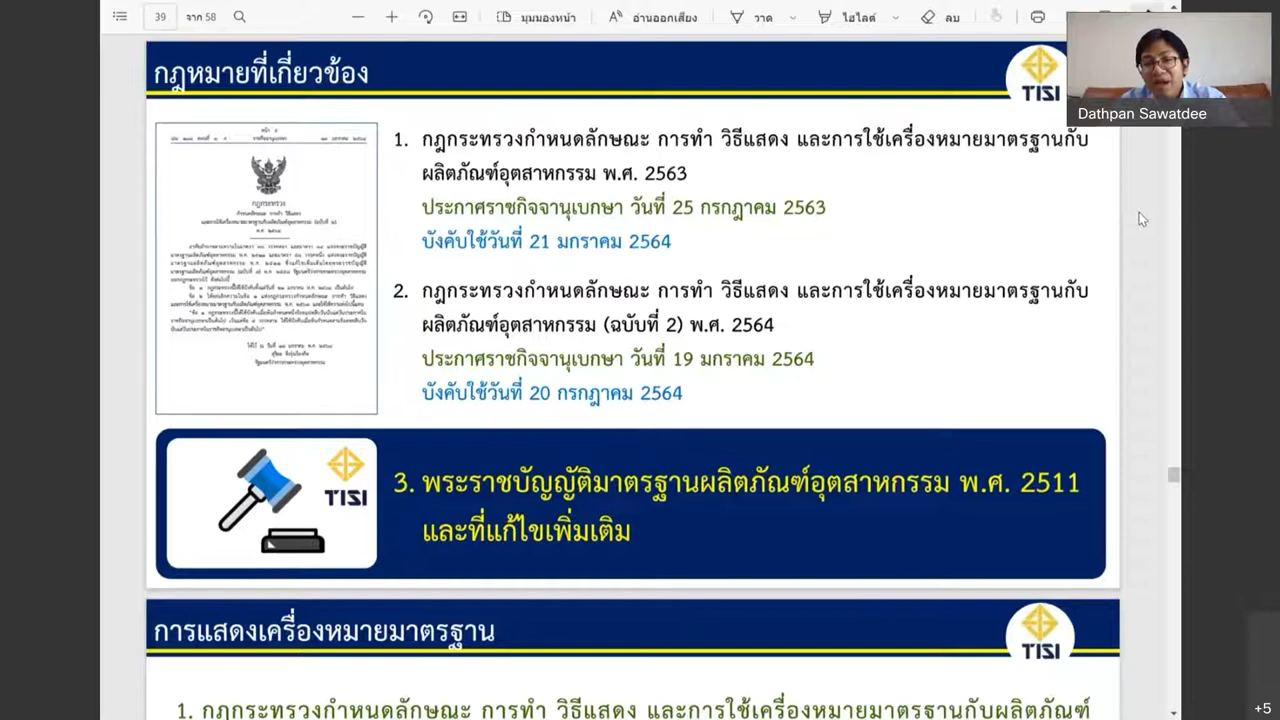 39 จาก 58 มุมมองหน้า อ่านออกเสียง วาด ไฮไลต์ ลบ
กฎหมายที่เกี่ยวข้อง
TISI
Dathpan Sawatdee
กฎกระทรวง
1. กฎกระทรวงกำหนดลักษณะ การทำ วิธีแสดง และการใช้เครื่องหมายมาตรฐานกับ
ผลิตภัณฑ์อุตสาหกรรม พ.ศ. 2563
ประกาศราชกิจจานุเบกษา วันที่ 25 กรกฎาคม 2563
บังคับใช้วันที่ 21 มกราคม 2564
2. กฎกระทรวงกำหนดลักษณะ การทำ วิธีแสดง และการใช้เครื่องหมายมาตรฐานกับ
ผลิตภัณฑ์อุตสาหกรรม (ฉบับที่ 2) พ.ศ. 2564
ประกาศราชกิจจานุเบกษา วันที่ 19 มกราคม 2564
บังคับใช้วันที่ 20 กรกฎาคม 2564
TISI
3. พระราชบัญญัติมาตรฐานผลิตภัณฑ์อุตสาหกรรม พ.ศ. 2511
และที่แก้ไขเพิ่มเติม
การแสดงเครื่องหมายมาตรฐาน
TISI
1. กฎกระทรวงกำหนดลักษณะ การทำ วิธีแสดง และการใช้เครื่องหมายมาตรฐานกับผลิตภัณฑ์
+5